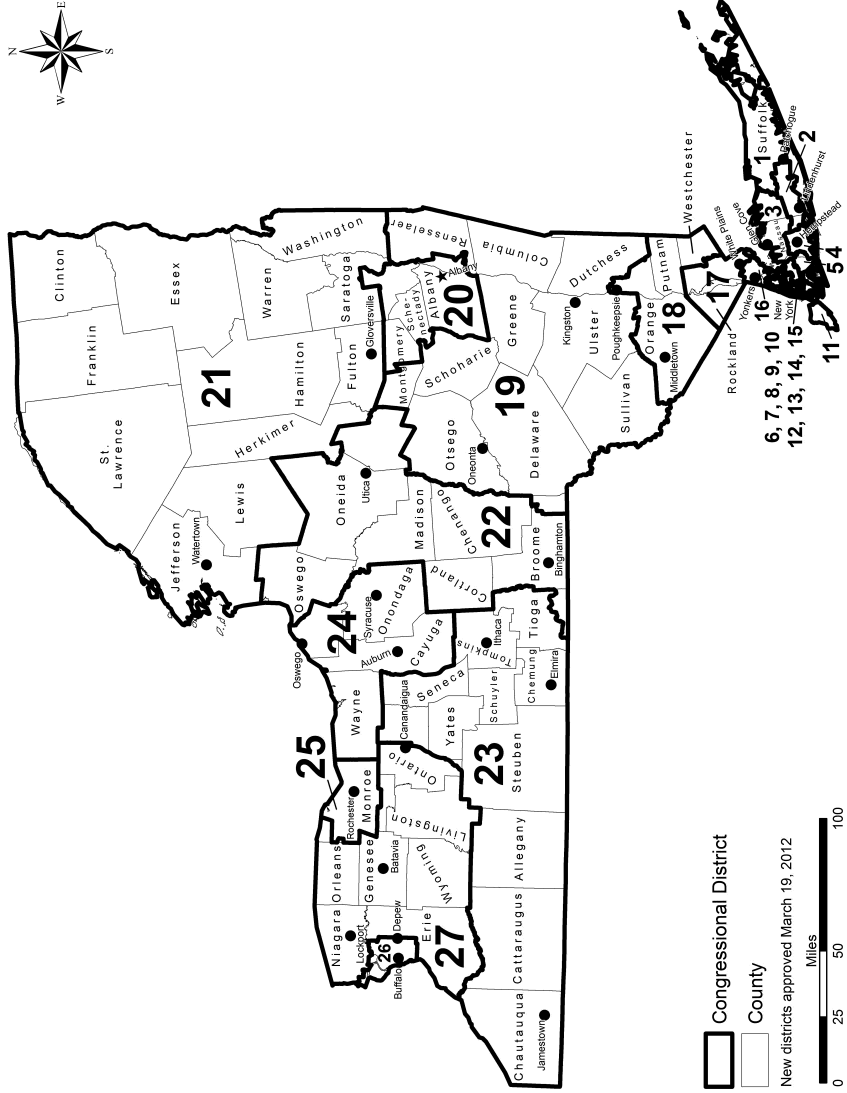 N
W
E
S
Clinton
Franklin
St.
Lawrence
Essex
21
Jefferson
Watertown
Lewis
Herkimer
Hamilton
Warren
Washington
Saratoga
Fulton
Gloversville
Oswego
Oneida
Utica
Montgomery
Sche-
nectady
Albany
Albany
20
Rensselaer
25
Niagara
Lockport
Orleans
Monroe
Rochester
Wayne
Oswego
24
Syracuse
Onondaga
Auburn
Cayuga
Madison
Otsego
Oneonta
Schoharie
Greene
Columbia
26
Buffalo
Depew
Erie
27
Genesee
Batavia
Wyoming
Livingston
Ontario
Canandaigua
Yates
Seneca
Schuyler
Tompkins
Ithaca
Cortland
Chenango
22
19
Delaware
Kingston
Ulster
Dutchess
Poughkeepsie
Chautauqua
Jamestown
Cattaraugus
Allegany
23
Steuben
Chemung
Elmira
Tioga
Broome
Binghamton
Sullivan
Orange
18
Middletown
Putnam
17
Westchester
Rockland
White Plains
Yonkers
16
Glen Cove
New
York
6, 7, 8, 9, 10
12, 13, 14, 15
11
5
4
3
Nassau
Hempstead
Lindenhurst
2
Patchogue
1
Suffolk
Congressional District
County
New districts approved March 19, 2012
Miles
0
25
50
100